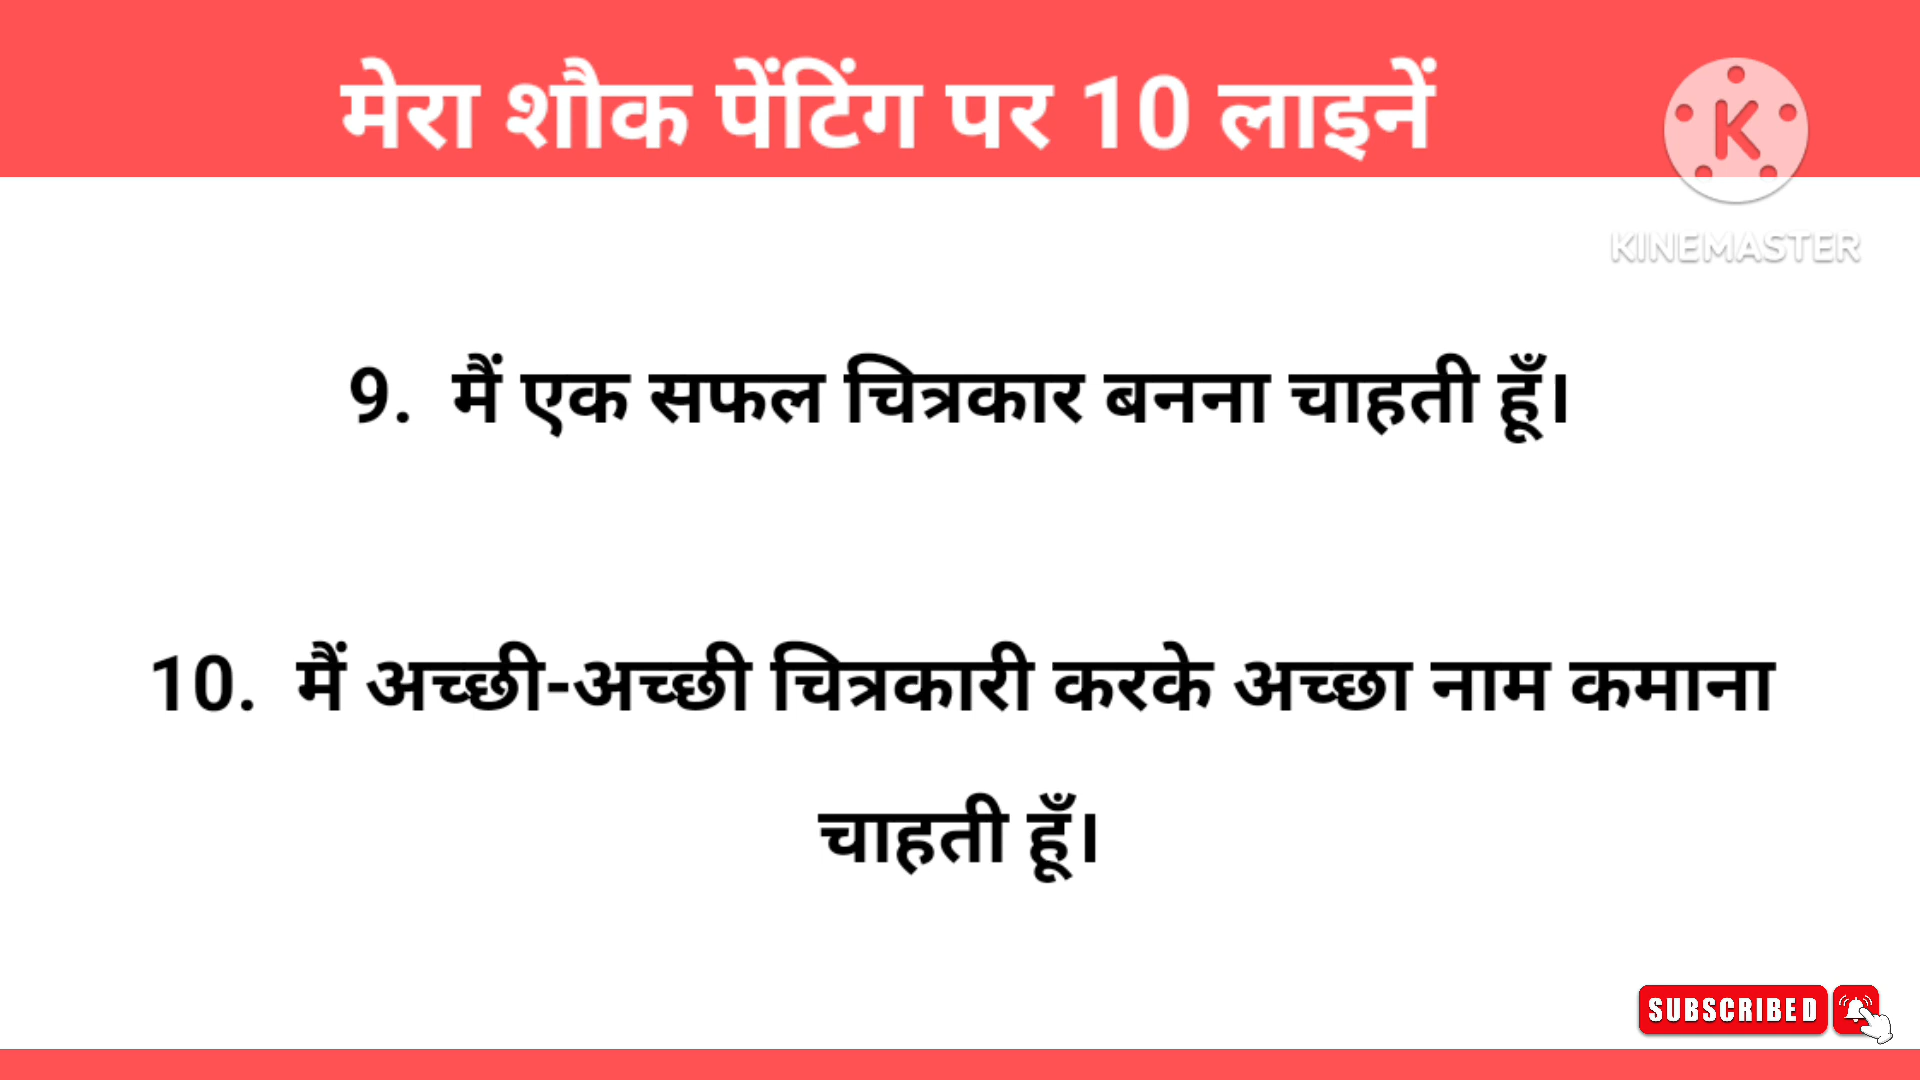 मेरा शौक पेंटिंग पर 10 लाइनें
K
KINEMASTER
9. मैं एक सफल चित्रकार बनना चाहती हूँ।
10. मैं अच्छी-अच्छी चित्रकारी करके अच्छा नाम कमाना
चाहती हूँ।
SUBSCRIBED